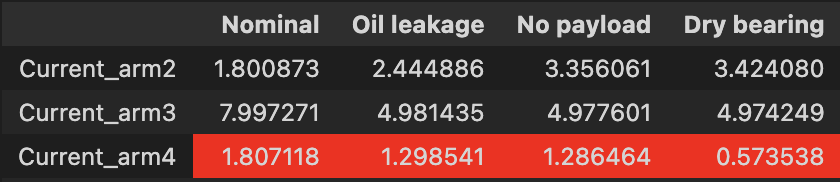 Nominal Oil leakage No payload Dry bearing
Current_arm2 1.800873 2.444886 3.356061 3.424080
Current_arm3 7.997271 4.981435 4.977601 4.974249
Current_arm4 1.807118 1.298541 1.286464 0.573538